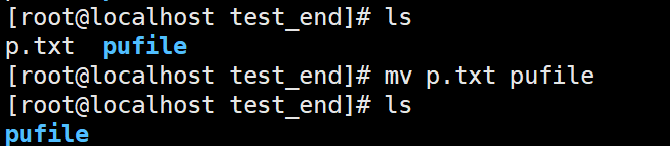 [root@localhost test_end]# ls
p.txt  pufile
[root@localhost test_end]# mv p.txt pufile
[root@localhost test_end]# ls
pufile